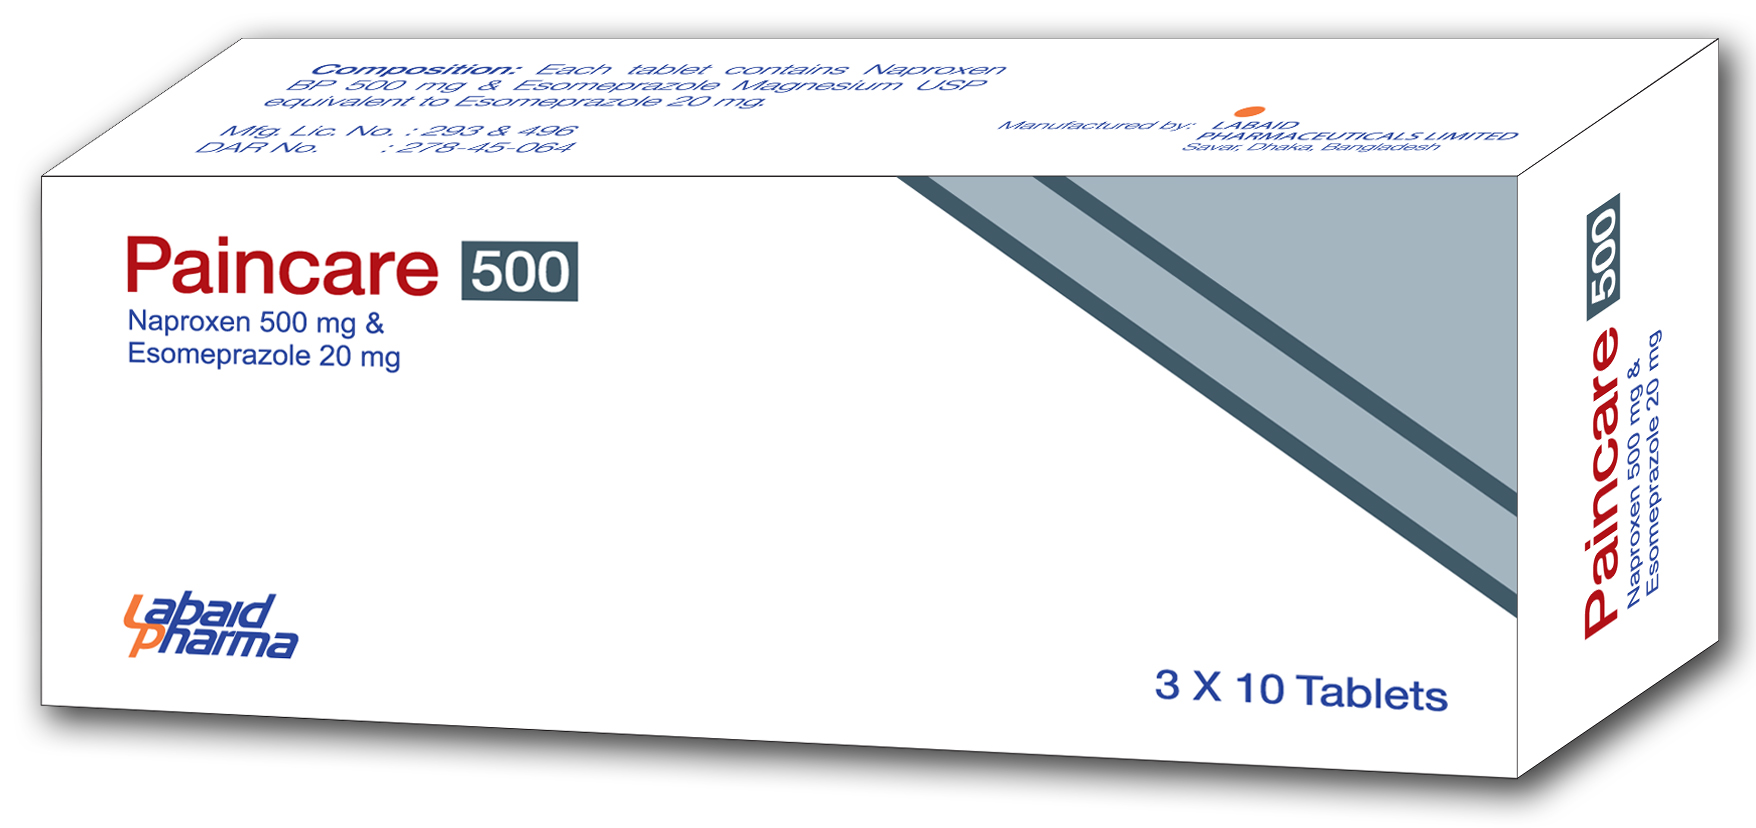 Composition: Each tablet contains Naproxen
BP 500 mg & Esomeprazole Magnesium USP
equivalent to Esomeprazole 20 mg.
Mfg. Lic. No. : 293 & 496
DAR No. : 278-45-064
Manufactured by: LABAID
PHARMACEUTICALS LIMITED
Savar, Dhaka, Bangladesh
Paincare 500
Naproxen 500 mg &
Esomeprazole 20 mg
Labaid
Pharma
3 X 10 Tablets
Paincare 500
Naproxen 500 mg &
Esomeprazole 20 mg